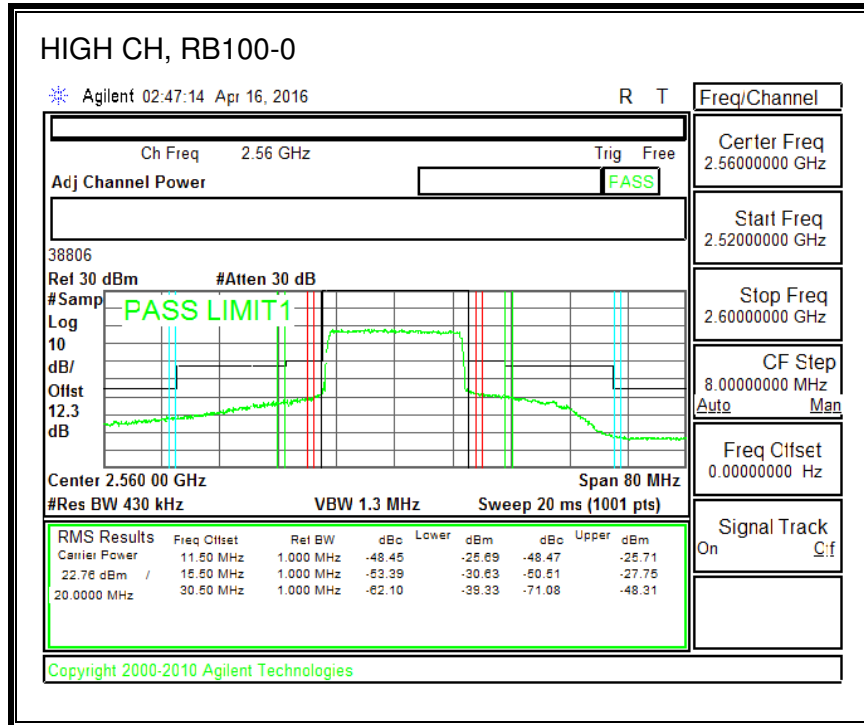 HIGH CH, RB100-0
Agilent 02:47:14 Apr 16, 2016 R T
Freq/Channel
Ch Freq 2.56 GHz Trig Free
Adj Channel Power FASS
Center Freq
2.56000000 GHz
Start Freq
2.52000000 GHz
38806
Ref 30 dBm #Atten 30 dB
#Samp
Log
10
dB/
Offst
12.3
dB
PASS LIMIT1
Stop Freq
2.60000000 GHz
CF Step
8.00000000 MHz
Auto Man
Freq Offset
0.00000000 Hz
Center 2.560 00 GHz Span 80 MHz
#Res BW 430 kHz VBW 1.3 MHz Sweep 20 ms (1001 pts)
Signal Track
On Off
RMS Results Freq Offset Ref BW dBc Lower dBm dBc Upper dBm
Carrier Power 11.50 MHz 1.000 MHz -48.45 -25.69 -48.47 -25.71
22.76 dBm / 15.50 MHz 1.000 MHz -53.39 -30.63 -50.51 -27.75
20.0000 MHz 30.50 MHz 1.000 MHz -62.10 -39.33 -71.08 -48.31
Copyright 2000-2010 Agilent Technologies